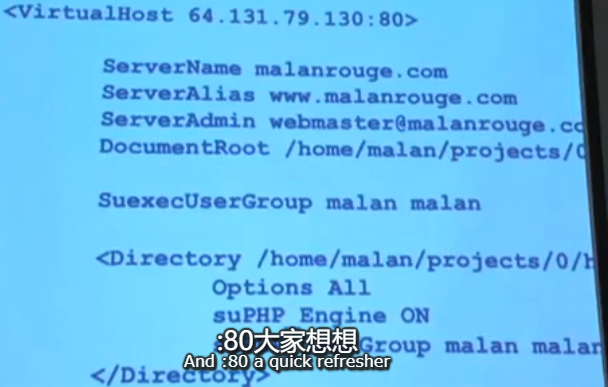 <VirtualHost 64.131.79.130:80>
ServerName malanrouge.com
ServerAlias www.malanrouge.com
ServerAdmin webmaster@malanrouge.co
DocumentRoot /home/malan/projects/0
SuexecUserGroup malan malan
<Directory /home/malan/projects/0/h
Options All
suPHP Engine ON
Group malan malan
</Directory>
:80大家想想
And :80 a quick refresher